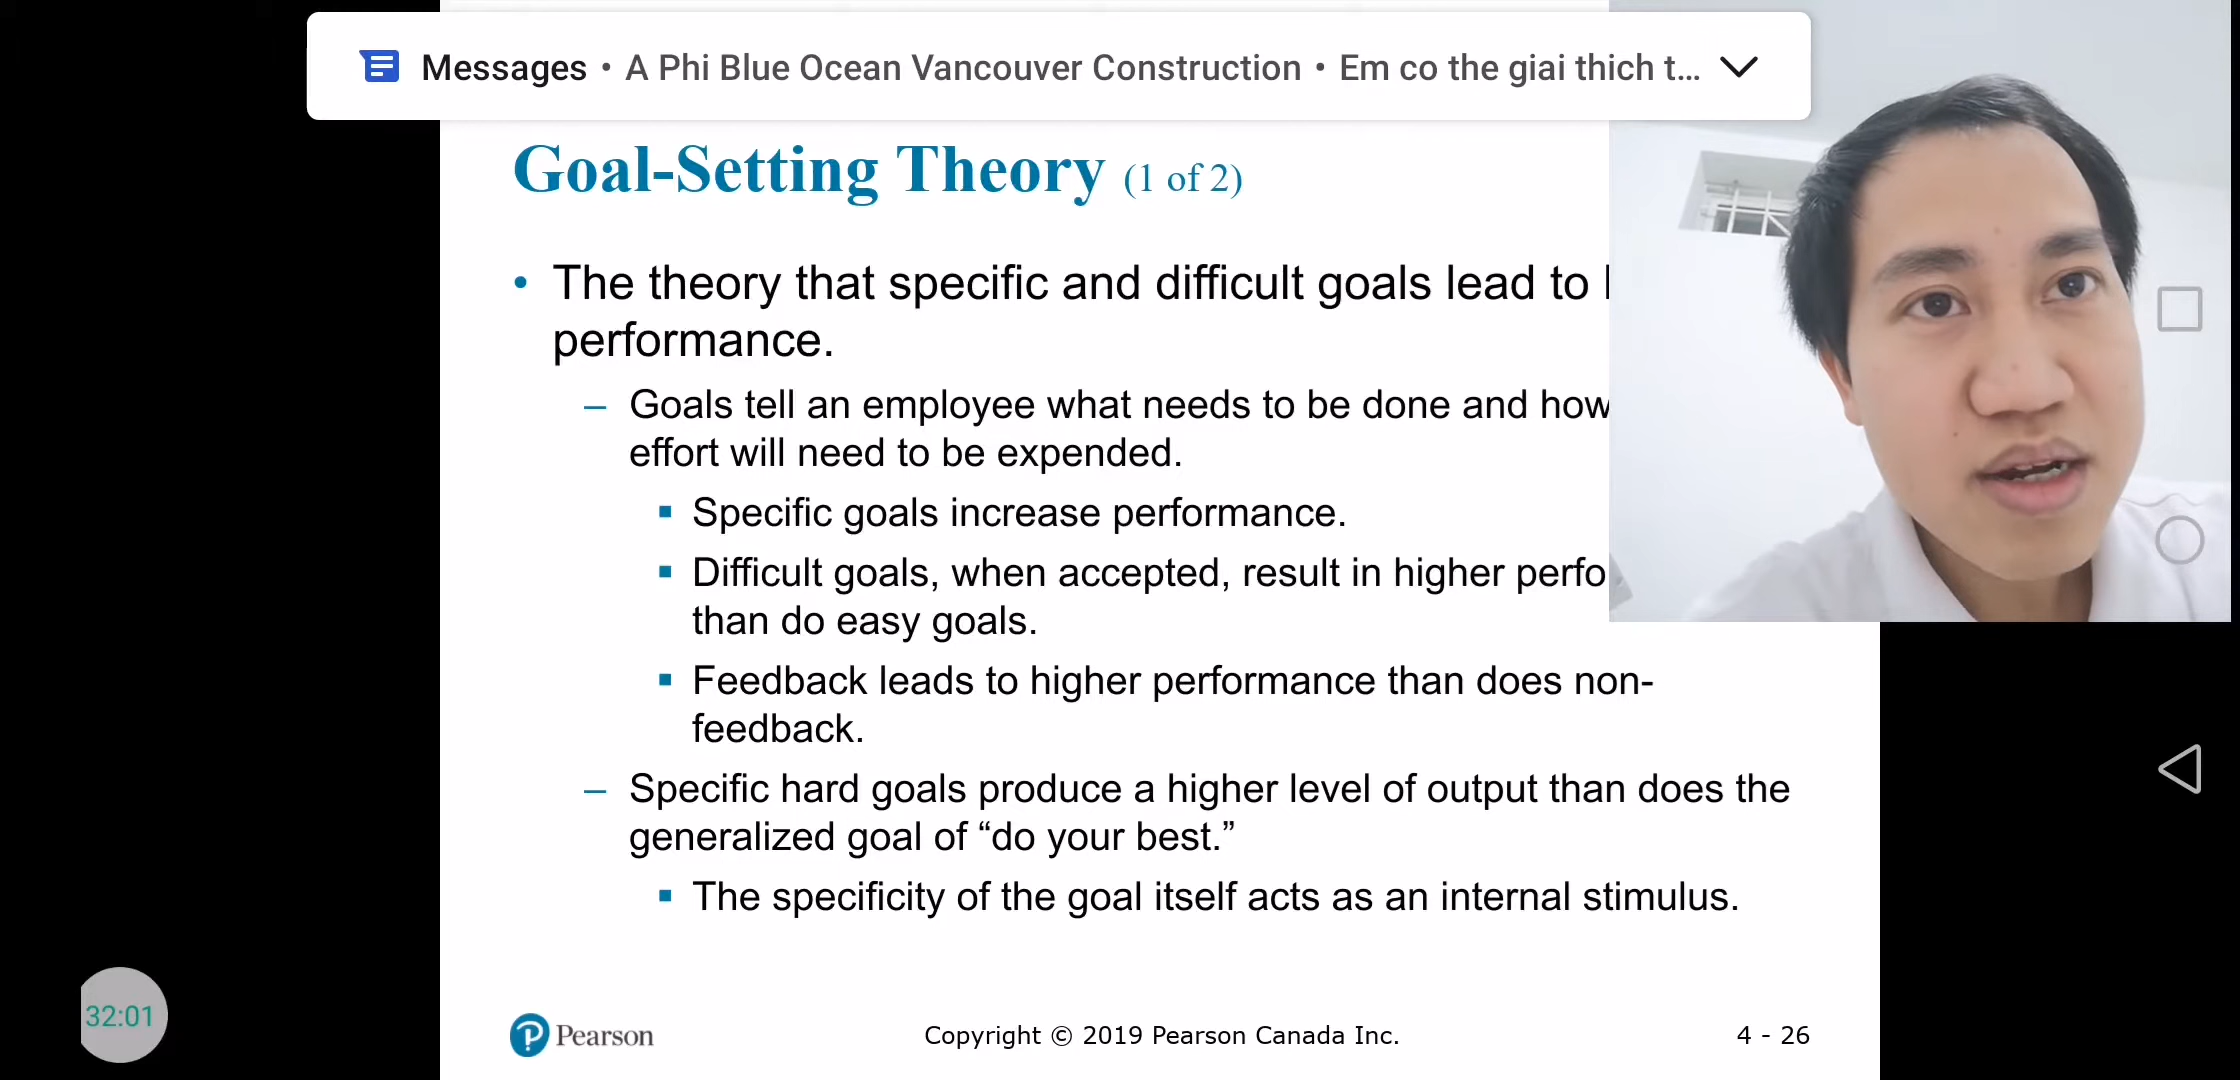 Messages • A Phi Blue Ocean Vancouver Construction • Em co the giai thich t...
Goal-Setting Theory (1 of 2)
• The theory that specific and difficult goals lead to
performance.
– Goals tell an employee what needs to be done and how
effort will need to be expended.
▪ Specific goals increase performance.
▪ Difficult goals, when accepted, result in higher perfo
than do easy goals.
▪ Feedback leads to higher performance than does non-
feedback.
– Specific hard goals produce a higher level of output than does the
generalized goal of “do your best.”
▪ The specificity of the goal itself acts as an internal stimulus.
32:01
Pearson
Copyright © 2019 Pearson Canada Inc.
4 - 26